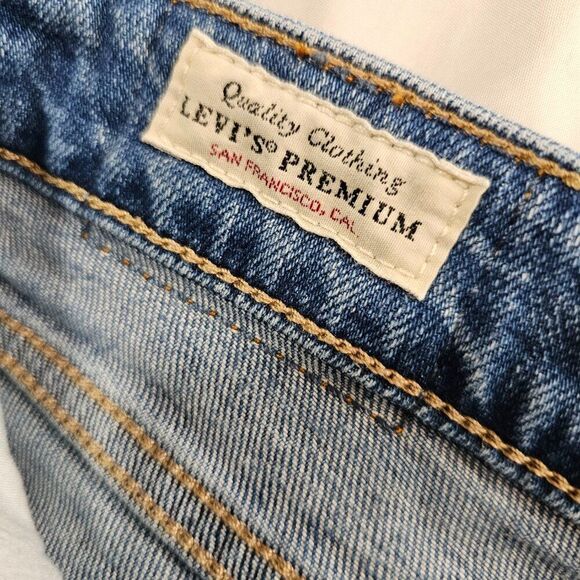 Quality Clothing
LEVI'S® PREMIUM
SAN FRANCISCO, CAL